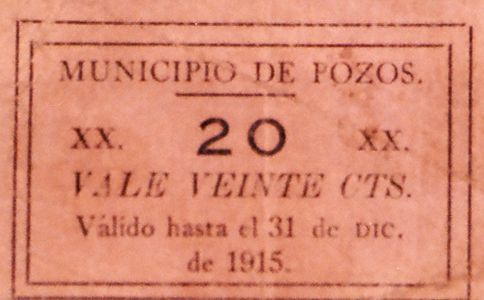 MUNICIPIO DE POZOS.
XX. 20 XX.
VALE VEINTE CTS.
Válido hasta el 31 de DIC.
de 1915.